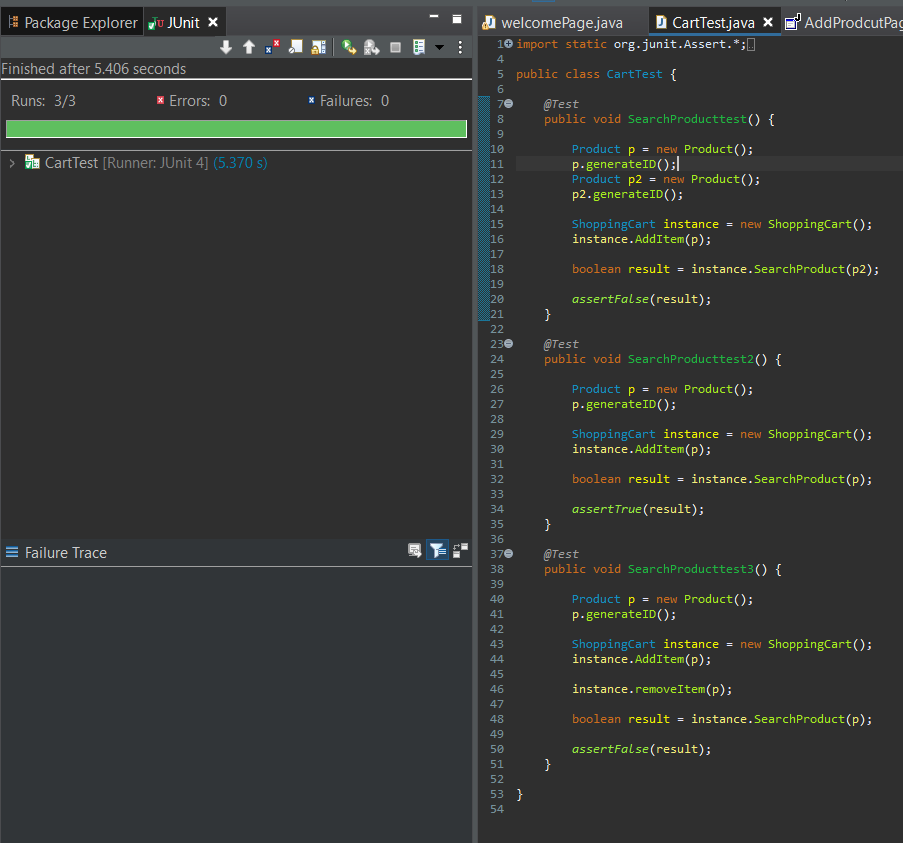 Package Explorer JUnit
Finished after 5.406 seconds
Runs: 3/3 Errors: 0 Failures: 0
CartTest [Runner: JUnit 4] (5.370 s)
Failure Trace
welcomePage.java CartTest.java AddProdcutPag
1 import static org.junit.Assert.*;
4
5 public class CartTest {
6
7 @Test
8 public void SearchProducttest() {
9
10 Product p = new Product();
11 p.generateID();
12 Product p2 = new Product();
13 p2.generateID();
14
15 ShoppingCart instance = new ShoppingCart();
16 instance.AddItem(p);
17
18 boolean result = instance.SearchProduct(p2);
19
20 assertFalse(result);
21 }
22
23 @Test
24 public void SearchProducttest2() {
25
26 Product p = new Product();
27 p.generateID();
28
29 ShoppingCart instance = new ShoppingCart();
30 instance.AddItem(p);
31
32 boolean result = instance.SearchProduct(p);
33
34 assertTrue(result);
35 }
36
37 @Test
38 public void SearchProducttest3() {
39
40 Product p = new Product();
41 p.generateID();
42
43 ShoppingCart instance = new ShoppingCart();
44 instance.AddItem(p);
45
46 instance.removeItem(p);
47
48 boolean result = instance.SearchProduct(p);
49
50 assertFalse(result);
51 }
52
53 }
54